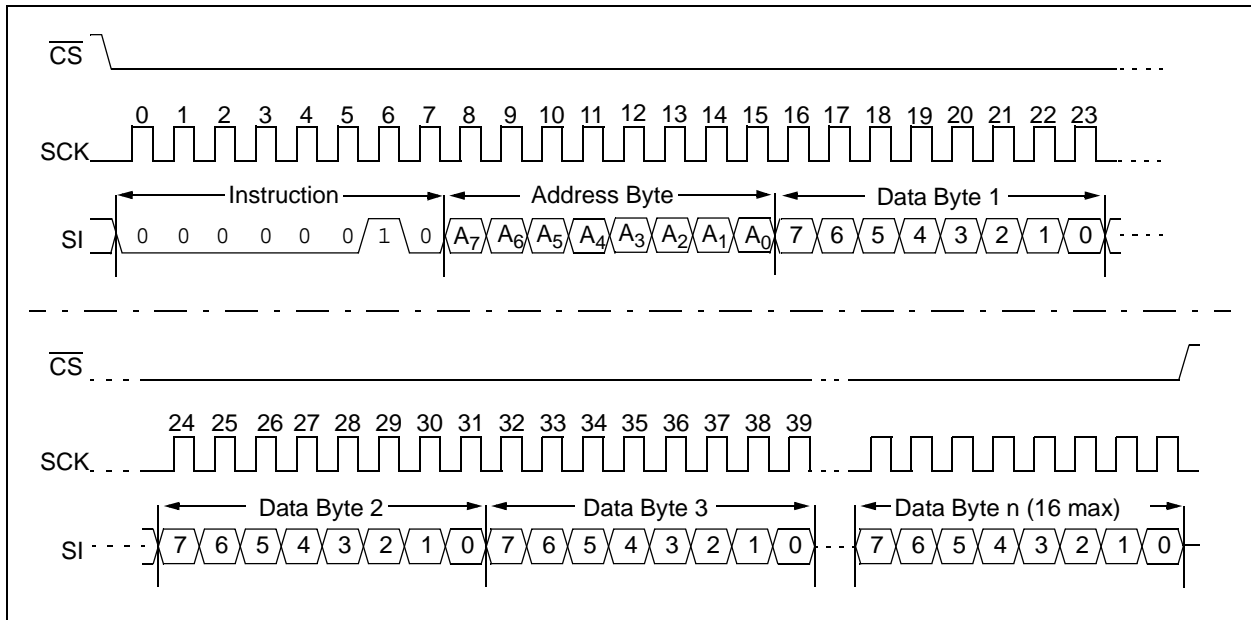 CS
0 1 2 3 4 5 6 7 8 9 10 11 12 13 14 15 16 17 18 19 20 21 22 23
SCK
Instruction Address Byte Data Byte 1
SI 0 0 0 0 0 0 1 0 A7 A6 A5 A4 A3 A2 A1 A0 7 6 5 4 3 2 1 0
CS
24 25 26 27 28 29 30 31 32 33 34 35 36 37 38 39
SCK
Data Byte 2 Data Byte 3 Data Byte n (16 max)
SI 7 6 5 4 3 2 1 0 7 6 5 4 3 2 1 0 7 6 5 4 3 2 1 0